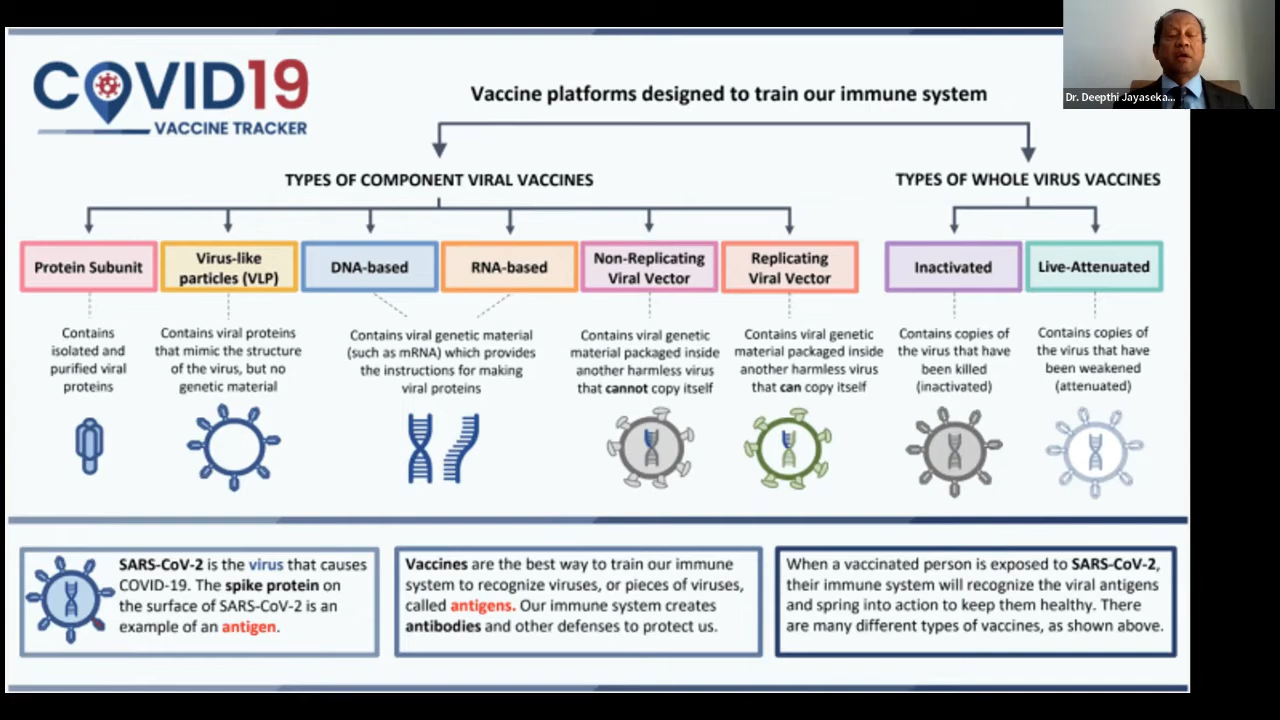 COVID19
VACCINE TRACKER
Vaccine platforms designed to train our immune system
Dr. Deepthi Jayaseka...
TYPES OF COMPONENT VIRAL VACCINES
TYPES OF WHOLE VIRUS VACCINES
Protein Subunit
Virus-like
particles (VLP)
DNA-based
RNA-based
Non-Replicating
Viral Vector
Replicating
Viral Vector
Inactivated
Live-Attenuated
Contains
isolated and
purified viral
proteins
Contains viral proteins
that mimic the structure
of the virus, but no
genetic material
Contains viral genetic material
(such as mRNA) which provides
the instructions for making
viral proteins
Contains viral genetic
material packaged inside
another harmless virus
that cannot copy itself
Contains viral genetic
material packaged inside
another harmless virus
that can copy itself
Contains copies of
the virus that have
been killed
(inactivated)
Contains copies of
the virus that have
been weakened
(attenuated)
SARS-CoV-2 is the virus that causes
COVID-19. The spike protein on
the surface of SARS-CoV-2 is an
example of an antigen.
Vaccines are the best way to train our immune
system to recognize viruses, or pieces of viruses,
called antigens. Our immune system creates
antibodies and other defenses to protect us.
When a vaccinated person is exposed to SARS-CoV-2,
their immune system will recognize the viral antigens
and spring into action to keep them healthy. There
are many different types of vaccines, as shown above.